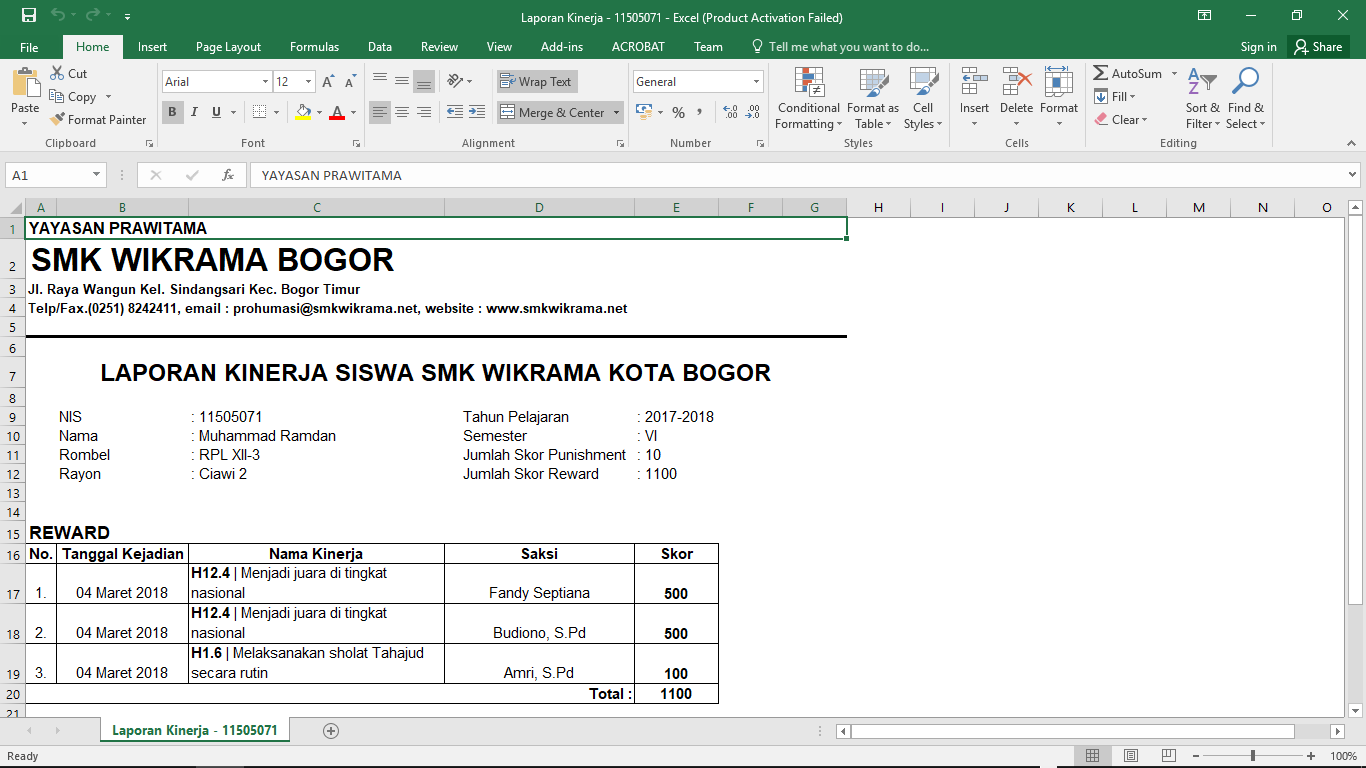 Laporan Kinerja - 11505071 - Excel (Product Activation Failed)
File Home Insert Page Layout Formulas Data Review View Add-ins ACROBAT Team Tell me what you want to do... Sign in Share
Paste Cut Copy Format Painter
Clipboard
Arial 12 A A
B I U A
Font
Wrap Text
Merge & Center
Alignment
General
% , .0 .00 .00 .0
Number
Conditional Formatting Format as Table Cell Styles
Styles
Insert Delete Format
Cells
AutoSum Fill Clear Sort & Filter Find & Select
Editing
A1 fx YAYASAN PRAWITAMA
A B C D E F G H I J K L M N O
1 YAYASAN PRAWITAMA
2 SMK WIKRAMA BOGOR
3 Jl. Raya Wangun Kel. Sindangsari Kec. Bogor Timur
4 Telp/Fax.(0251) 8242411, email : prohumasi@smkwikrama.net, website : www.smkwikrama.net
5
6
7 LAPORAN KINERJA SISWA SMK WIKRAMA KOTA BOGOR
8
9 NIS : 11505071 Tahun Pelajaran : 2017-2018
10 Nama : Muhammad Ramdan Semester : VI
11 Rombel : RPL XII-3 Jumlah Skor Punishment : 10
12 Rayon : Ciawi 2 Jumlah Skor Reward : 1100
13
14
15 REWARD
16 No. Tanggal Kejadian Nama Kinerja Saksi Skor
H12.4 | Menjadi juara di tingkat
17 1. 04 Maret 2018 nasional Fandy Septiana 500
H12.4 | Menjadi juara di tingkat
18 2. 04 Maret 2018 nasional Budiono, S.Pd 500
H1.6 | Melaksanakan sholat Tahajud
19 3. 04 Maret 2018 secara rutin Amri, S.Pd 100
20 Total : 1100
21
Laporan Kinerja - 11505071
Ready 100%